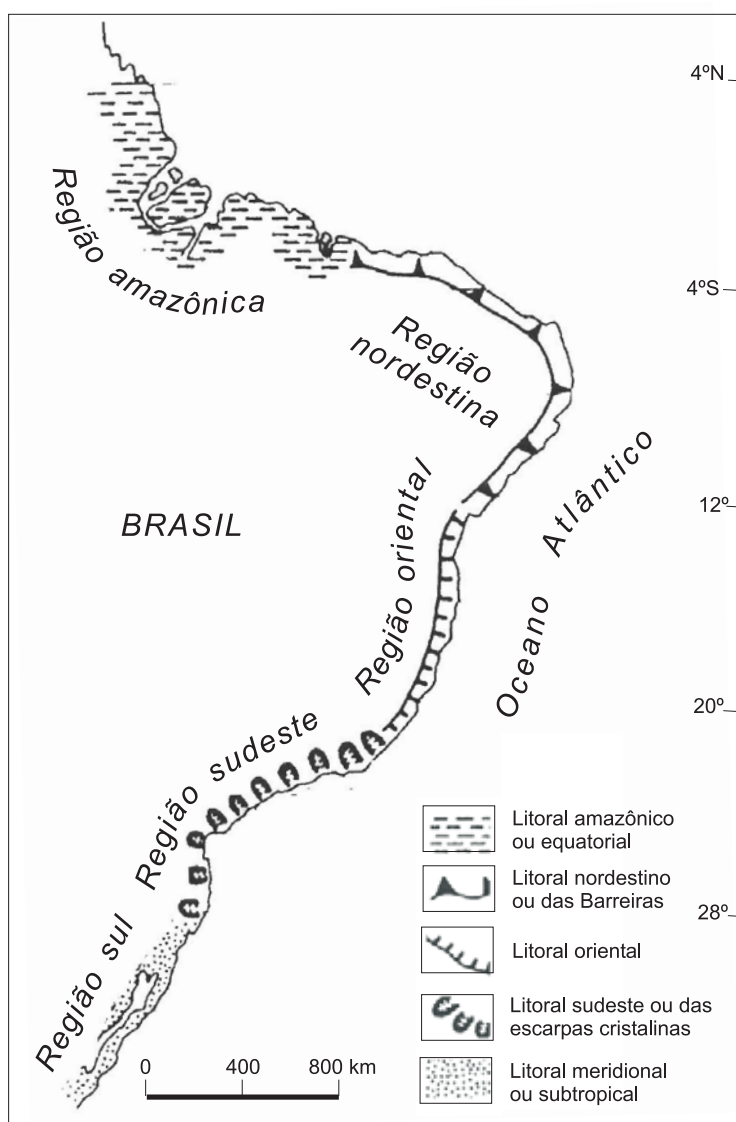 4ºN
Região amazônica
4ºS
Região
nordestina
Oceano Atlântico
BRASIL
12º
Região oriental
20º
Região sudeste
Litoral amazônico
ou equatorial
Litoral nordestino
ou das Barreiras
28º
Litoral oriental
Região sul
Litoral sudeste ou das
escarpas cristalinas
0 400 800 km
Litoral meridional
ou subtropical